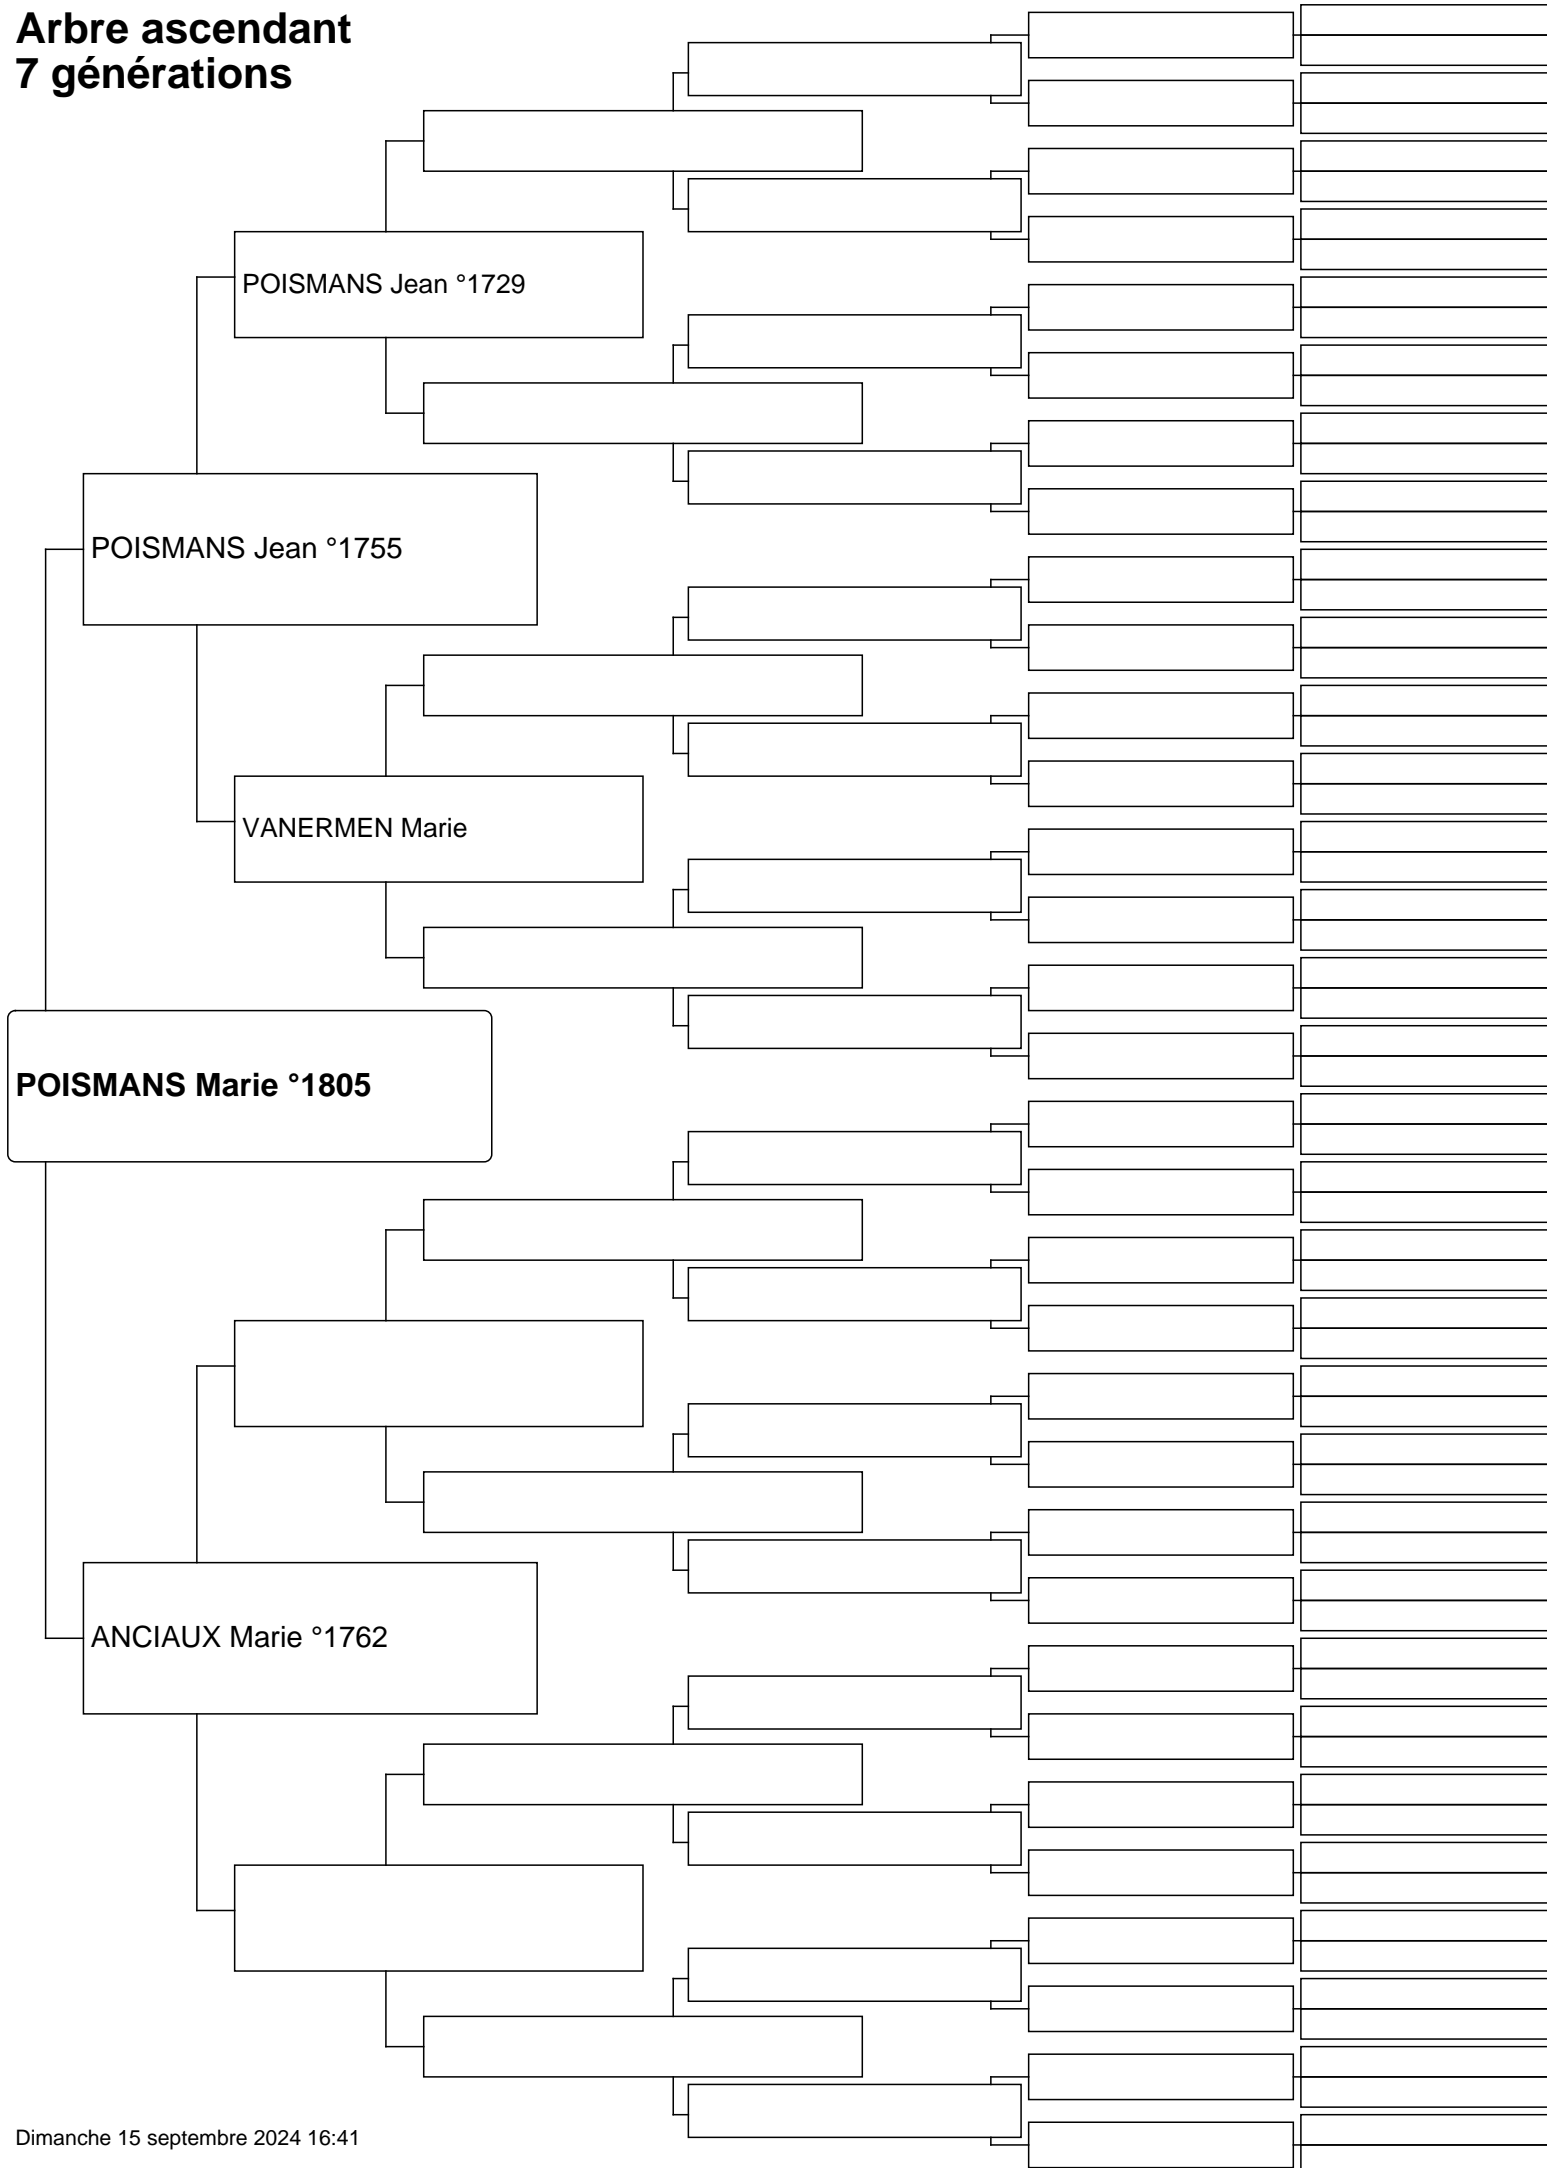 Arbre ascendant
7 générations
POISMANS Jean °1729
POISMANS Jean °1755
VANERMEN Marie
POISMANS Marie °1805
ANCIAUX Marie °1762
Dimanche 15 septembre 2024 16:41